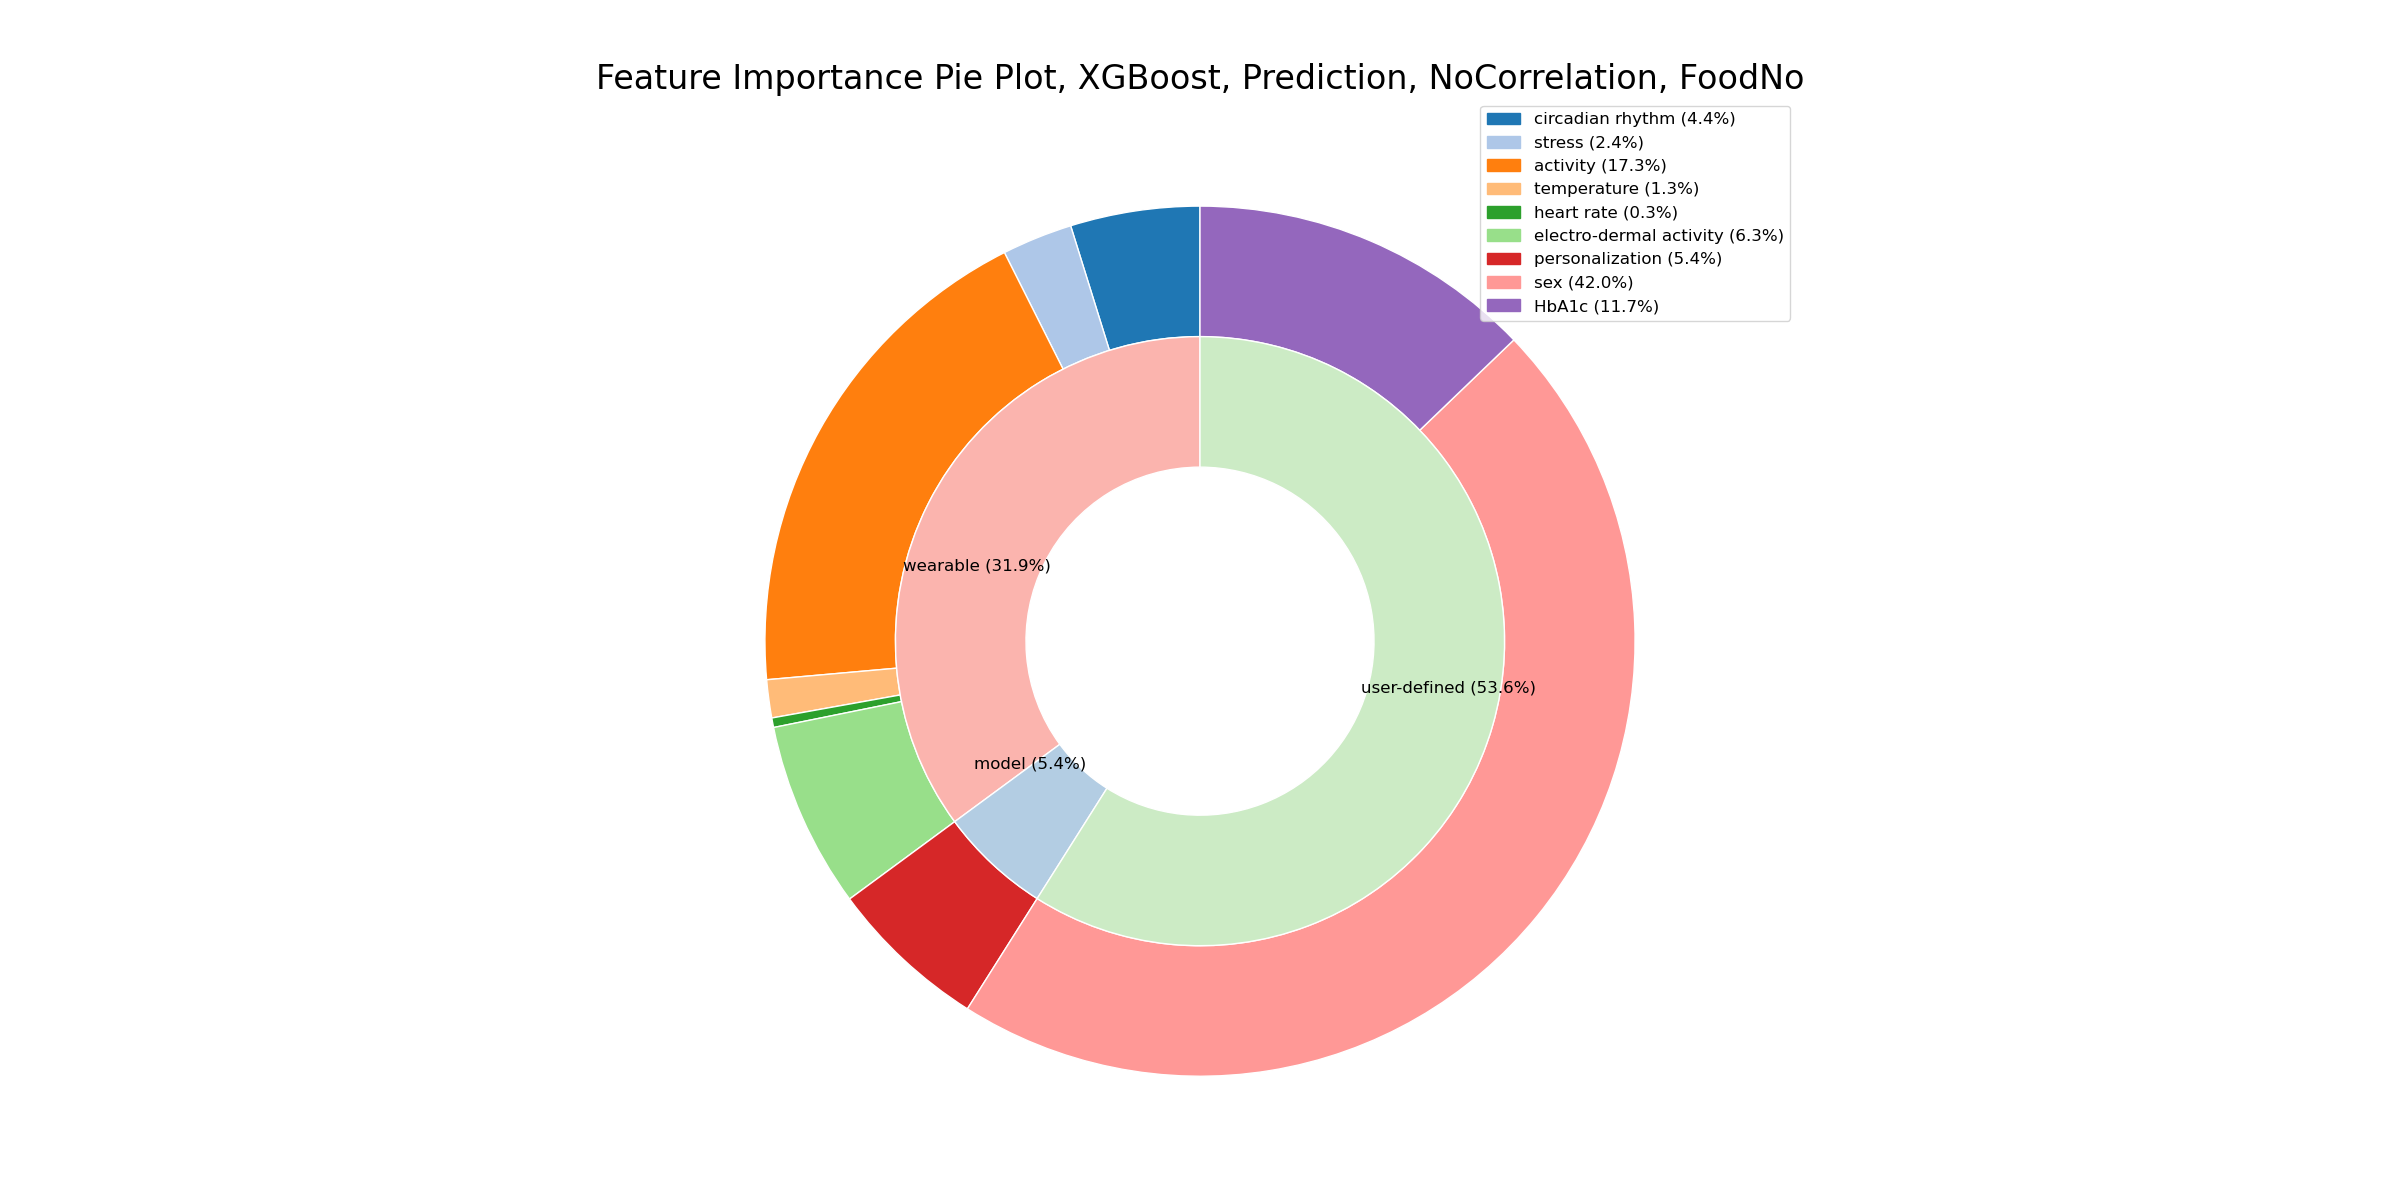 Feature Importance Pie Plot, XGBoost, Prediction, NoCorrelation, FoodNo
circadian rhythm (4.4%)
stress (2.4%)
activity (17.3%)
temperature (1.3%)
heart rate (0.3%)
electro-dermal activity (6.3%)
personalization (5.4%)
sex (42.0%)
HbA1c (11.7%)
wearable (31.9%)
user-defined (53.6%)
model (5.4%)